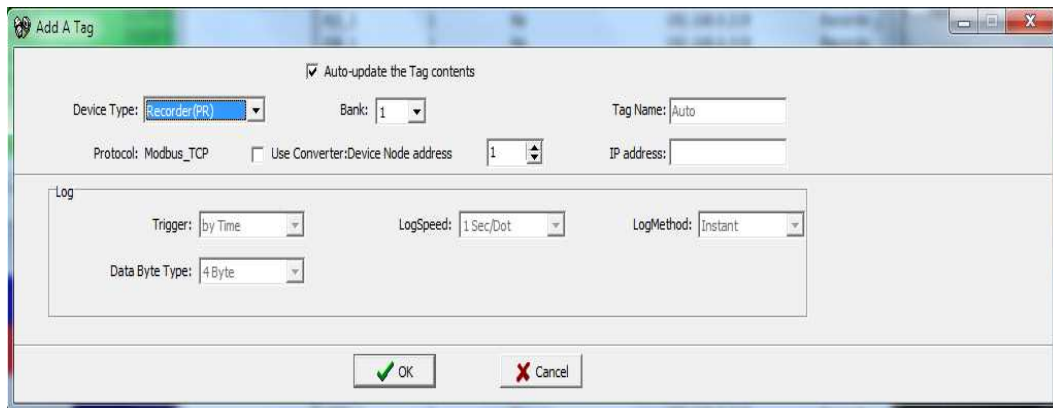 Add A Tag
Auto-update the Tag contents
Device Type: Recorder(PR) Bank: 1 Tag Name: Auto
Protocol: Modbus_TCP Use Converter:Device Node address 1 IP address:
Log
Trigger: by Time LogSpeed: 1 Sec/Dot LogMethod: Instant
Data Byte Type: 4 Byte
OK Cancel